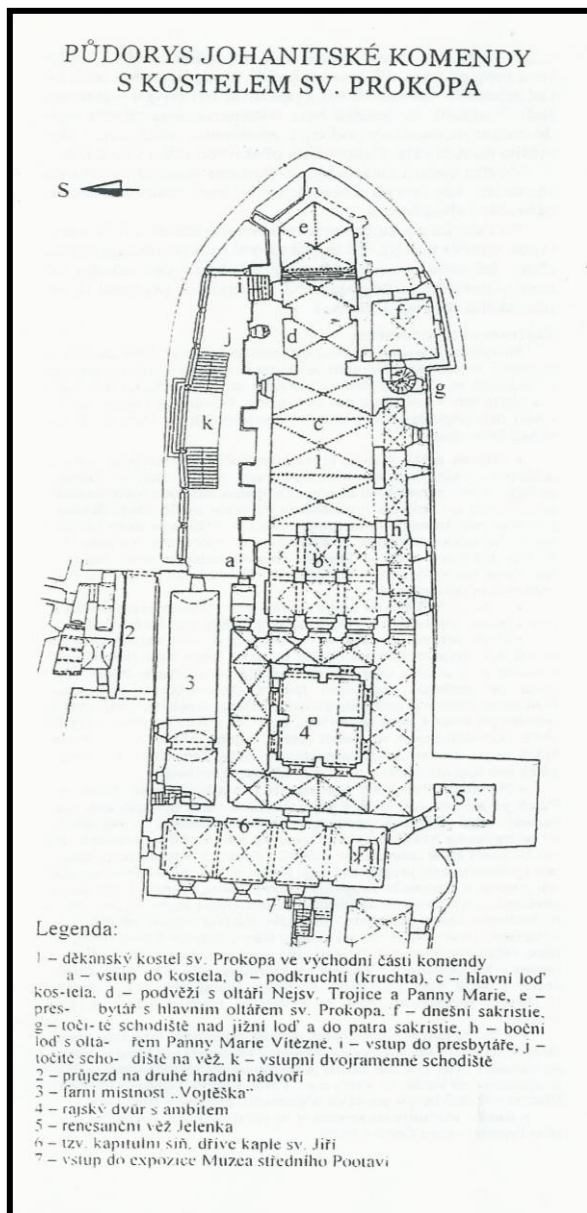 PŮDORYS JOHANITSKÉ KOMENDY
S KOSTELEM SV. PROKOPA
S
e
i
f
j
d
g
k
c
1
h
a
b
2
3
4
5
6
7
Legenda:
1 – děkanský kostel sv. Prokopa ve východní části komendy
a – vstup do kostela, b – podkruchtí (kruchta), c – hlavní loď
kos-tela, d – podvěží s oltáři Nejsv. Trojice a Panny Marie, e –
pres- bytář s hlavním oltářem sv. Prokopa, f – dnešní sakristie,
g – toči-té schodiště nad jižní loď a do patra sakristie, h – boční
loď s oltá- řem Panny Marie Vítězné, i – vstup do presbytáře, j –
točité scho- diště na věž, k – vstupní dvojramenné schodiště
2 – průjezd na druhé hradní nádvoří
3 – farní místnost „Vojtěška"
4 – rajský dvůr s ambitem
5 – renesanční věž Jelenka
6 – tzv. kapitulní síň, dříve kaple sv. Jiří
7 – vstup do expozice Muzea středního Pootaví